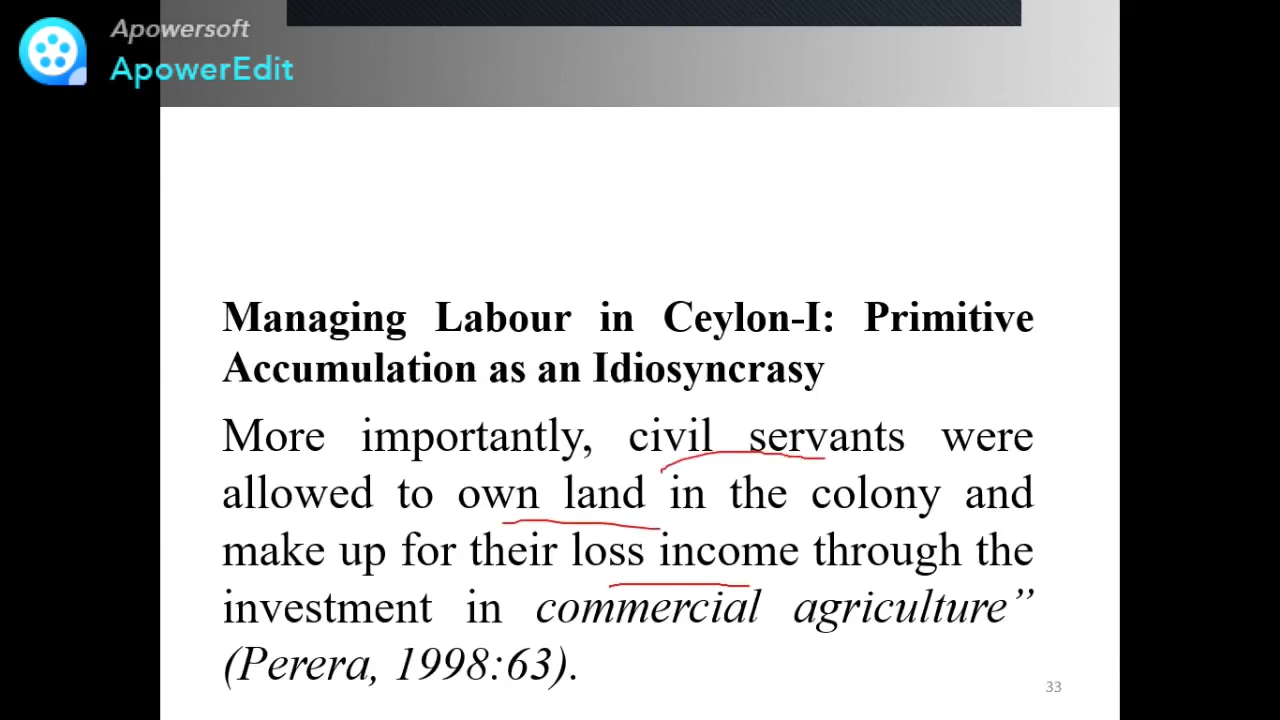 Apowersoft
ApowerEdit
Managing Labour in Ceylon-I: Primitive
Accumulation as an Idiosyncrasy
More importantly, civil servants were
allowed to own land in the colony and
make up for their loss income through the
investment in commercial agriculture”
(Perera, 1998:63).
33